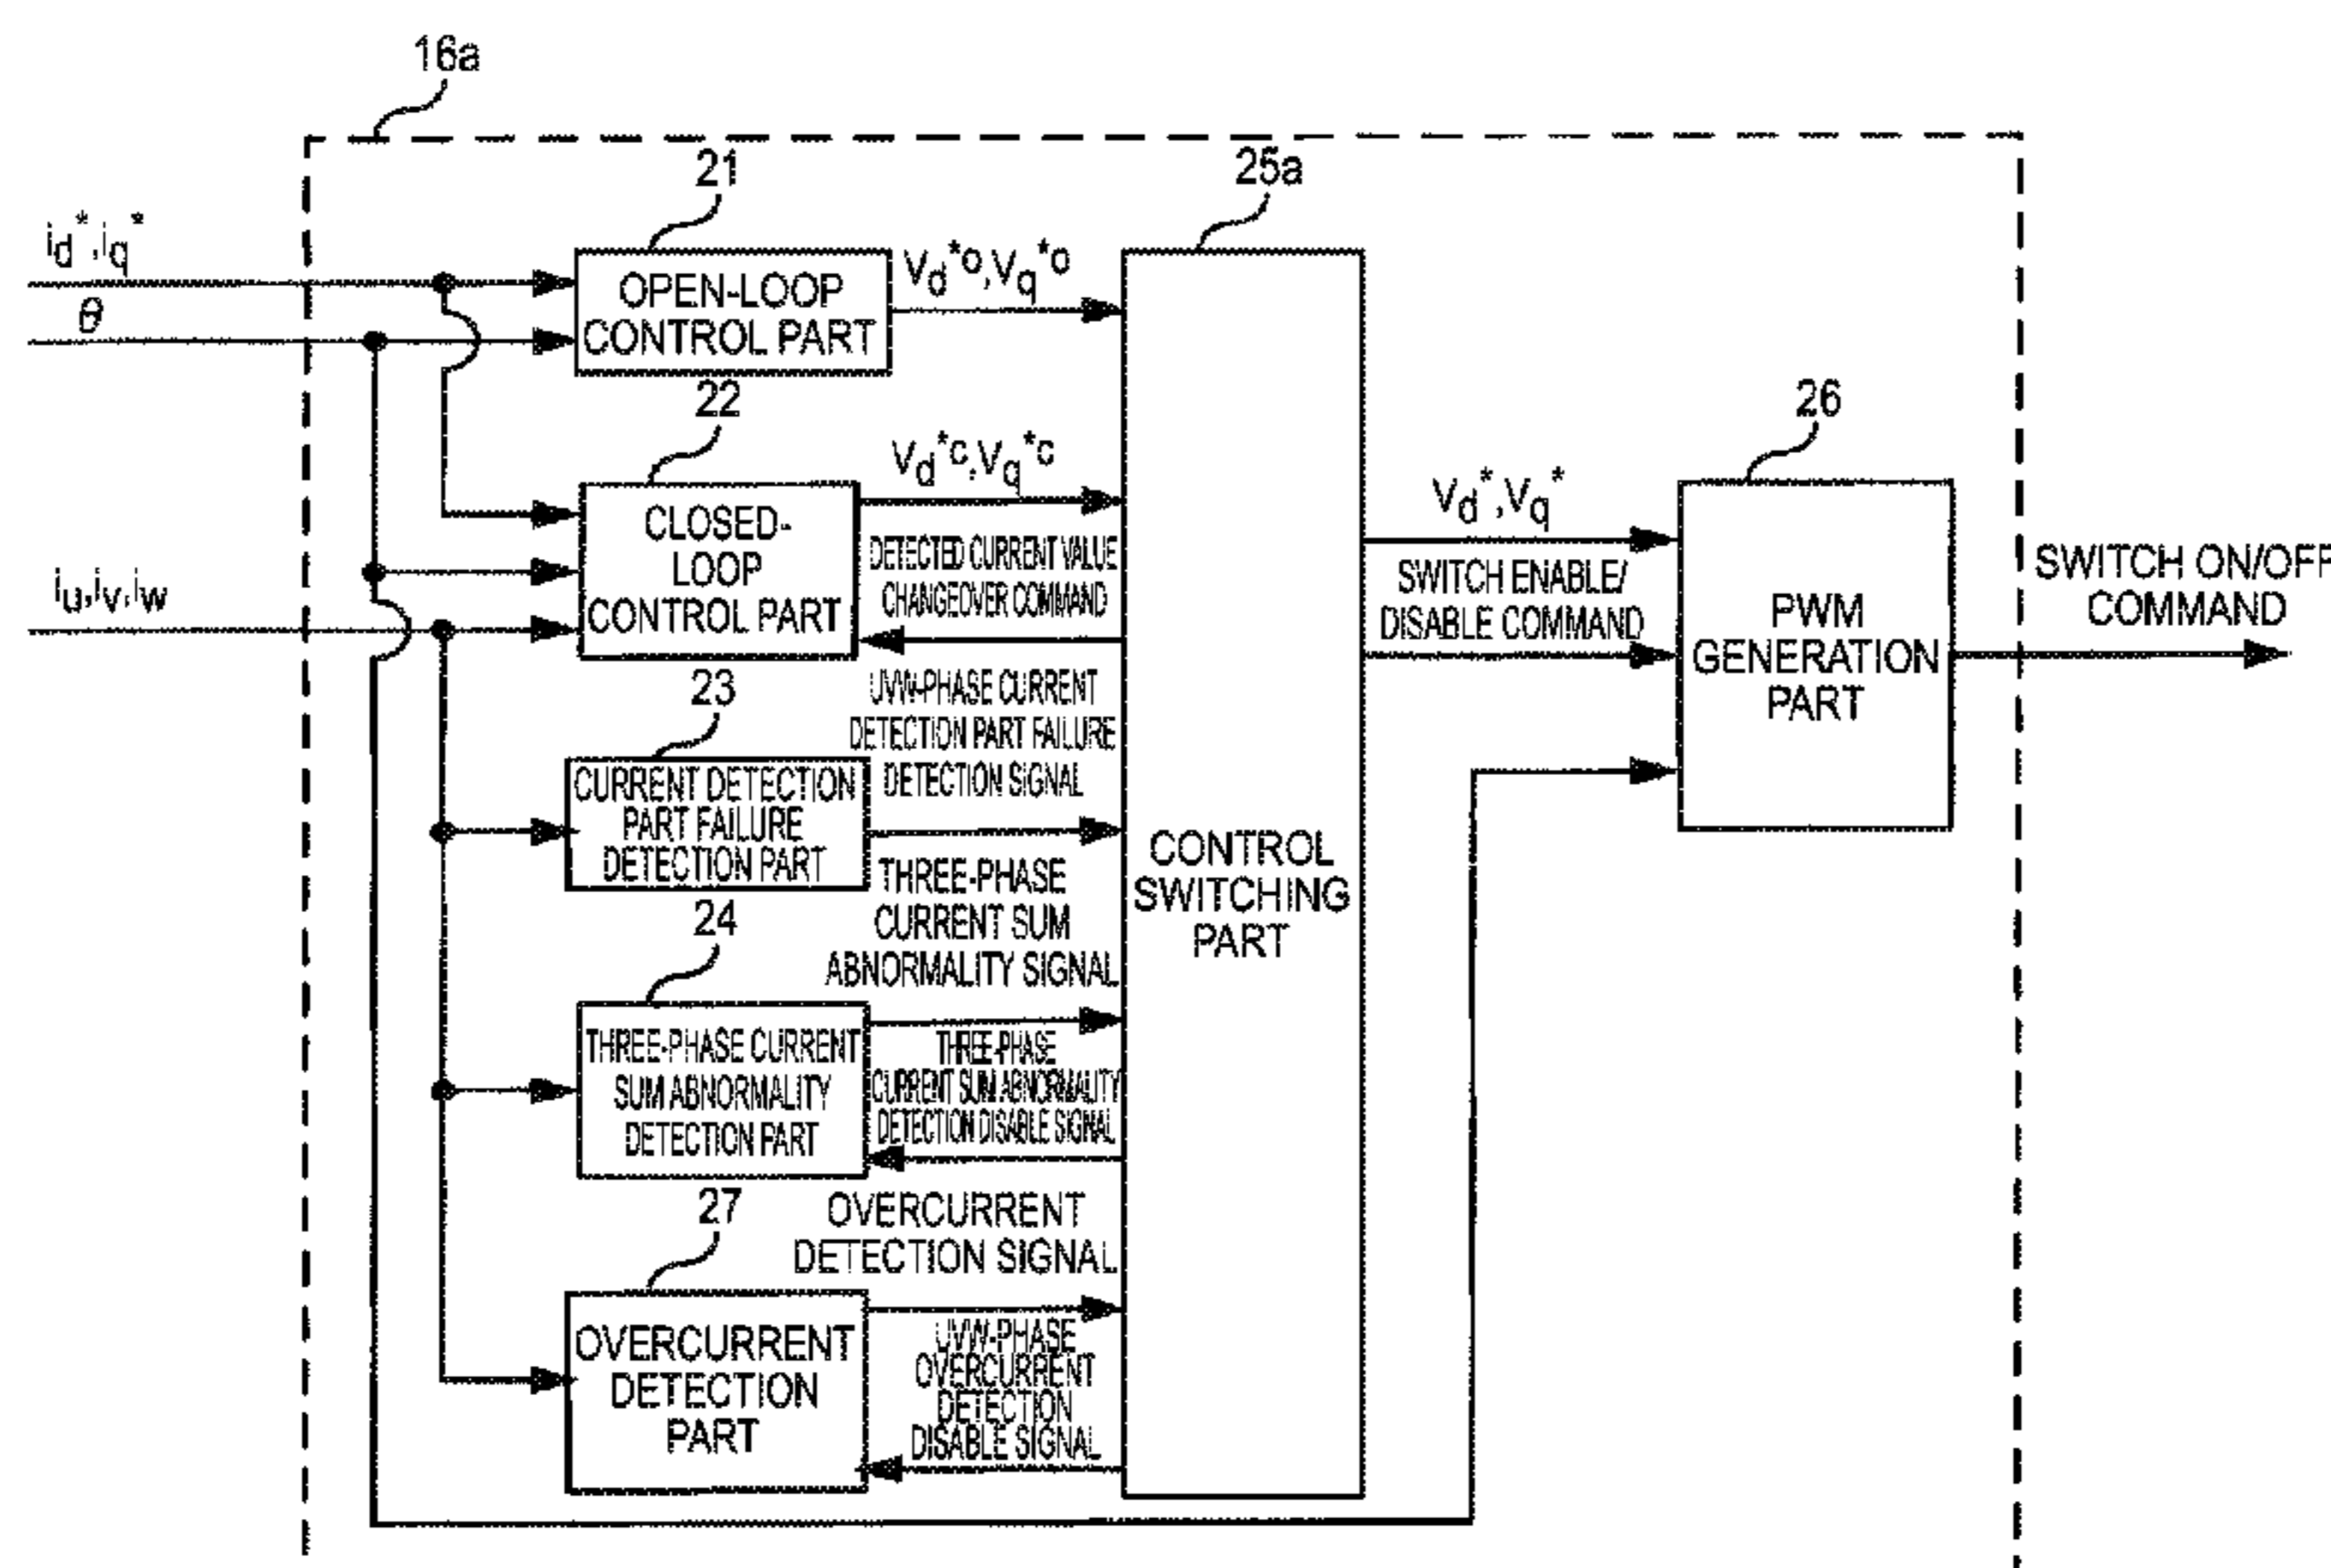 16a
21
25a
id*,iq*
θ
OPEN-LOOP
CONTROL PART
Vd*o,Vq*o
22
26
Vd*c,Vq*c
CLOSED-
LOOP
CONTROL PART
DETECTED CURRENT VALUE
CHANGEOVER COMMAND
Vd*,Vq*
SWITCH ENABLE/
DISABLE COMMAND
PWM
GENERATION
PART
SWITCH ON/OFF
COMMAND
iu,iv,iw
23
UVW-PHASE CURRENT
DETECTION PART FAILURE
DETECTION SIGNAL
CURRENT DETECTION
PART FAILURE
DETECTION PART
CONTROL
SWITCHING
PART
24
THREE-PHASE
CURRENT SUM
ABNORMALITY SIGNAL
THREE-PHASE CURRENT
SUM ABNORMALITY
DETECTION PART
THREE-PHASE
CURRENT SUM ABNORMALITY
DETECTION DISABLE SIGNAL
27
OVERCURRENT
DETECTION SIGNAL
OVERCURRENT
DETECTION
PART
UVW-PHASE
OVERCURRENT
DETECTION
DISABLE SIGNAL